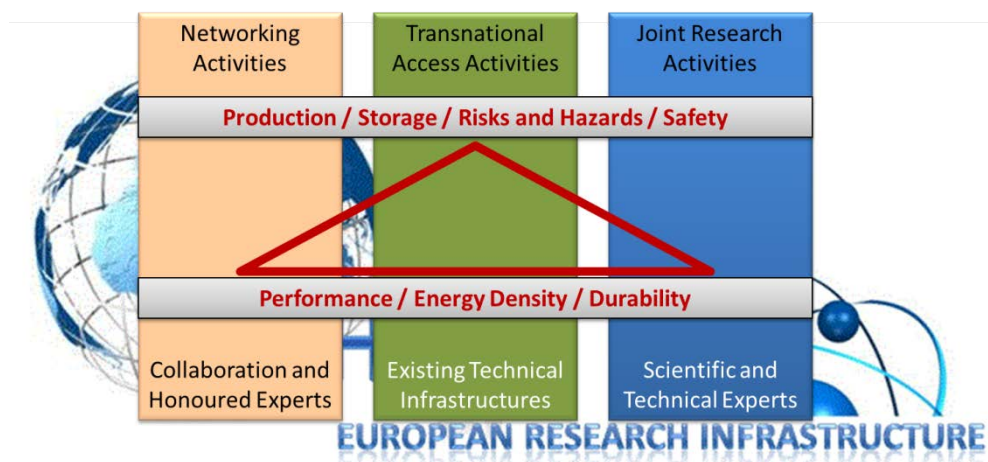 Networking
Activities
Transnational
Access Activities
Joint Research
Activities
Production / Storage / Risks and Hazards / Safety
Performance / Energy Density / Durability
Collaboration and
Honoured Experts
Existing Technical
Infrastructures
Scientific and
Technical Experts
EUROPEAN RESEARCH INFRASTRUCTURE